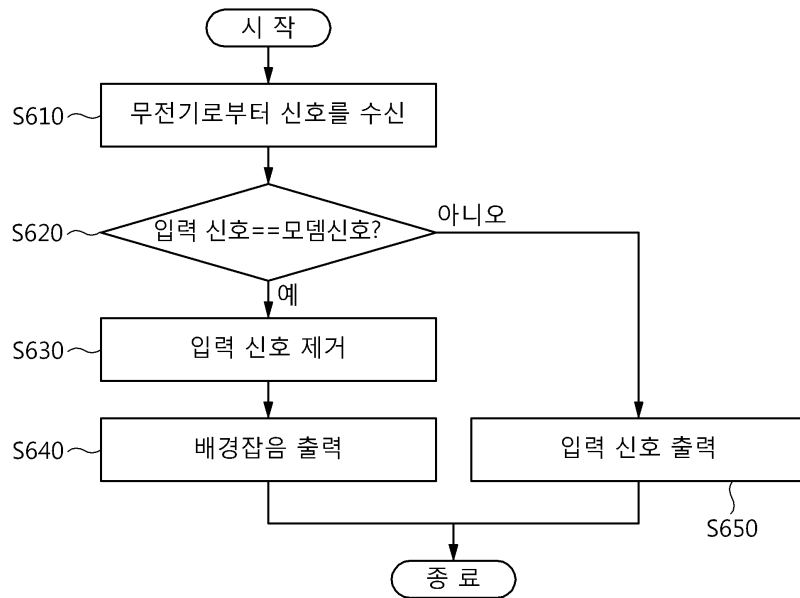 시 작
S610
무전기로부터 신호를 수신
S620
입력 신호==모뎀신호?
아니오
예
S630
입력 신호 제거
S640
배경잡음 출력
입력 신호 출력
S650
종 료